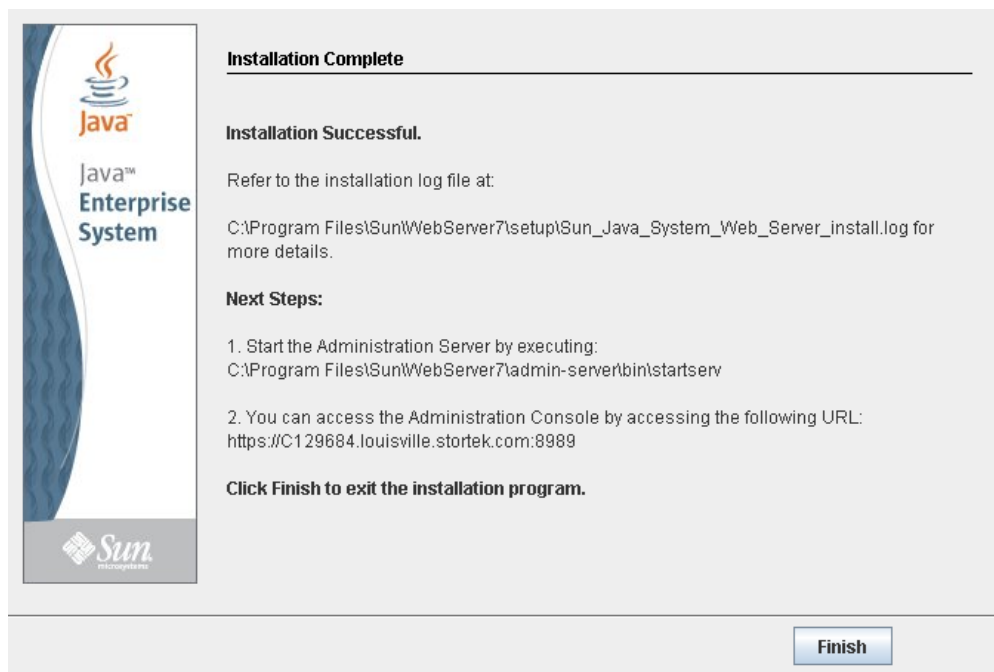 Java™
Java™
Enterprise
System
Sun
microsystems
Installation Complete
Installation Successful.
Refer to the installation log file at:
C:\Program Files\Sun\WebServer7\setup\Sun_Java_System_Web_Server_install.log for
more details.
Next Steps:
1. Start the Administration Server by executing:
C:\Program Files\Sun\WebServer7\admin-server\bin\startserv
2. You can access the Administration Console by accessing the following URL:
https://C129684.louisville.stortek.com:8989
Click Finish to exit the installation program.
Finish